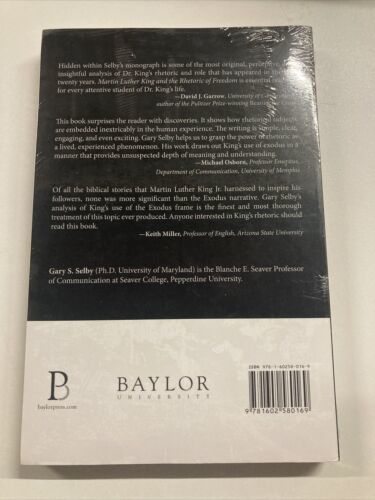 Hidden within Selby's monograph is some of the most original, perceptive,
insightful analysis of Dr. King's rhetoric and role that has appeared in the
twenty years. Martin Luther King and the Rhetoric of Freedom is essential
for every attentive student of Dr. King's life.
—David J. Garrow, University of
author of the Pulitzer Prize-winning Bearing the Cross
This book surprises the reader with discoveries. It shows how rhetorical
are embedded inextricably in the human experience. The writing is simple, clear,
engaging, and even exciting. Gary Selby helps us to grasp the power of rhetoric as
a lived, experienced phenomenon. His work draws out King's use of exodus in a
manner that provides unsuspected depth of meaning and understanding.
—Michael Osborn, Professor Emeritus,
Department of Communication, University of Memphis
Of all the biblical stories that Martin Luther King Jr. harnessed to inspire his
followers, none was more significant than the Exodus narrative. Gary Selby's
analysis of King's use of the Exodus frame is the finest and most thorough
treatment of this topic ever produced. Anyone interested in King's rhetoric should
read this book.
—Keith Miller, Professor of English, Arizona State University
Gary S. Selby (Ph.D. University of Maryland) is the Blanche E. Seaver Professor
of Communication at Seaver College, Pepperdine University.
B
baylorpress.com
BAYLOR
UNIVERSITY
ISBN 978-1-60258-016-9
9 781602 580169